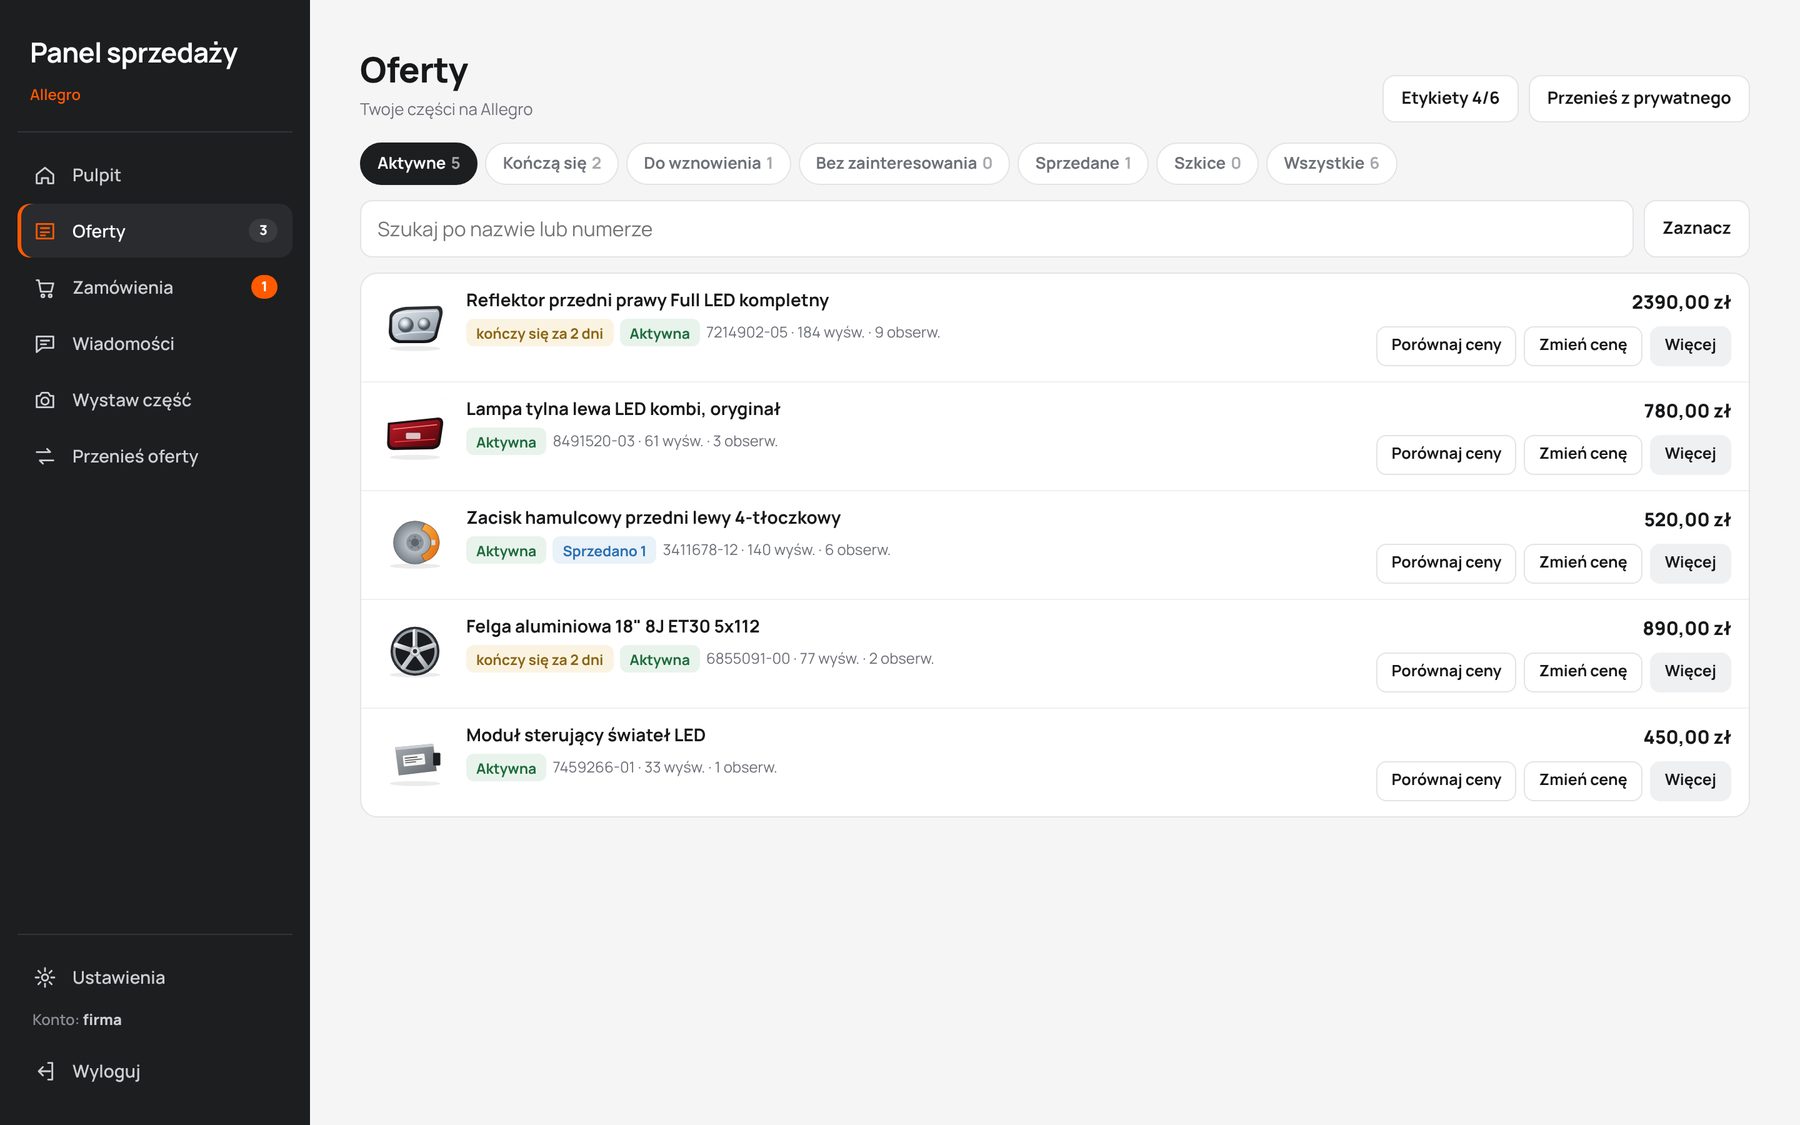 Panel sprzedaży
Allegro
Pulpit
Oferty 3
Zamówienia 1
Wiadomości
Wystaw część
Przenieś oferty
Ustawienia
Konto: firma
Wyloguj
Oferty
Twoje części na Allegro
Etykiety 4/6
Przenieś z prywatnego
Aktywne 5
Kończą się 2
Do wznowienia 1
Bez zainteresowania 0
Sprzedane 1
Szkice 0
Wszystkie 6
Szukaj po nazwie lub numerze
Zaznacz
Reflektor przedni prawy Full LED kompletny
2390,00 zł
kończy się za 2 dni Aktywna 7214902-05 · 184 wyśw. · 9 obserw.
Porównaj ceny Zmień cenę Więcej
Lampa tylna lewa LED kombi, oryginał
780,00 zł
Aktywna 8491520-03 · 61 wyśw. · 3 obserw.
Porównaj ceny Zmień cenę Więcej
Zacisk hamulcowy przedni lewy 4-tłoczkowy
520,00 zł
Aktywna Sprzedano 1 3411678-12 · 140 wyśw. · 6 obserw.
Porównaj ceny Zmień cenę Więcej
Felga aluminiowa 18" 8J ET30 5x112
890,00 zł
kończy się za 2 dni Aktywna 6855091-00 · 77 wyśw. · 2 obserw.
Porównaj ceny Zmień cenę Więcej
Moduł sterujący świateł LED
450,00 zł
Aktywna 7459266-01 · 33 wyśw. · 1 obserw.
Porównaj ceny Zmień cenę Więcej